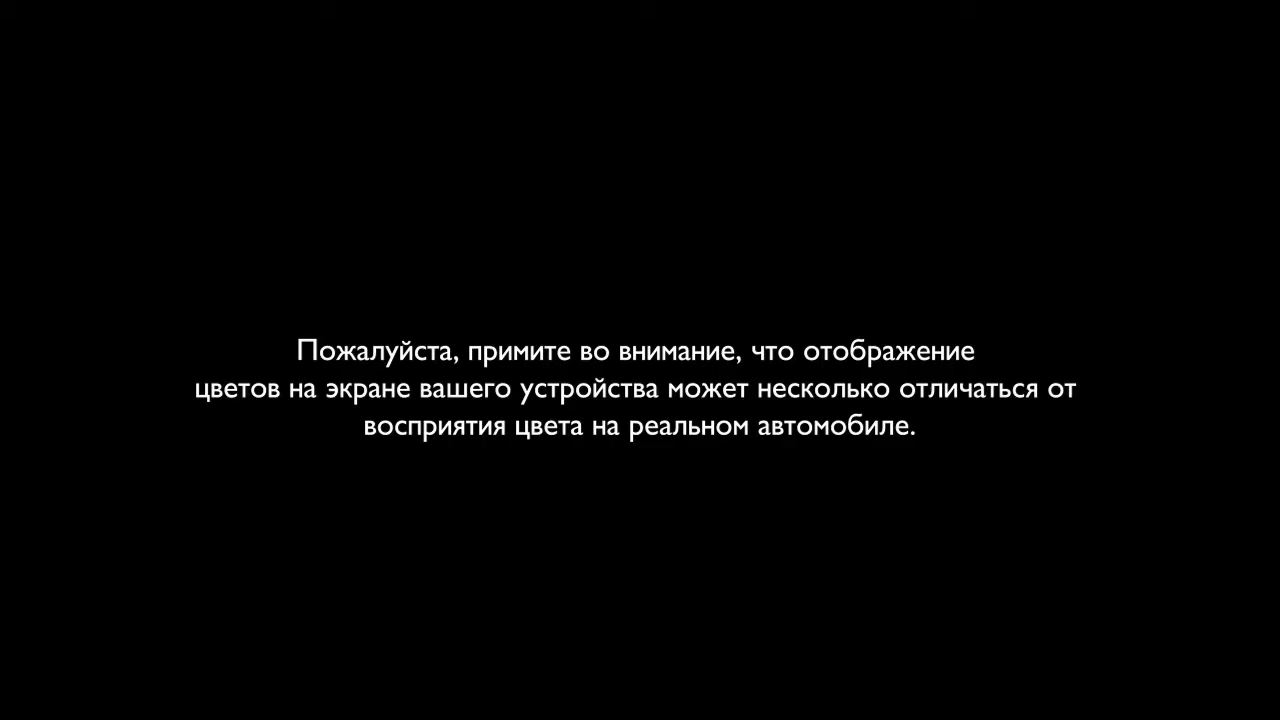 Пожалуйста, примите во внимание, что отображение
цветов на экране вашего устройства может несколько отличаться от
восприятия цвета на реальном автомобиле.